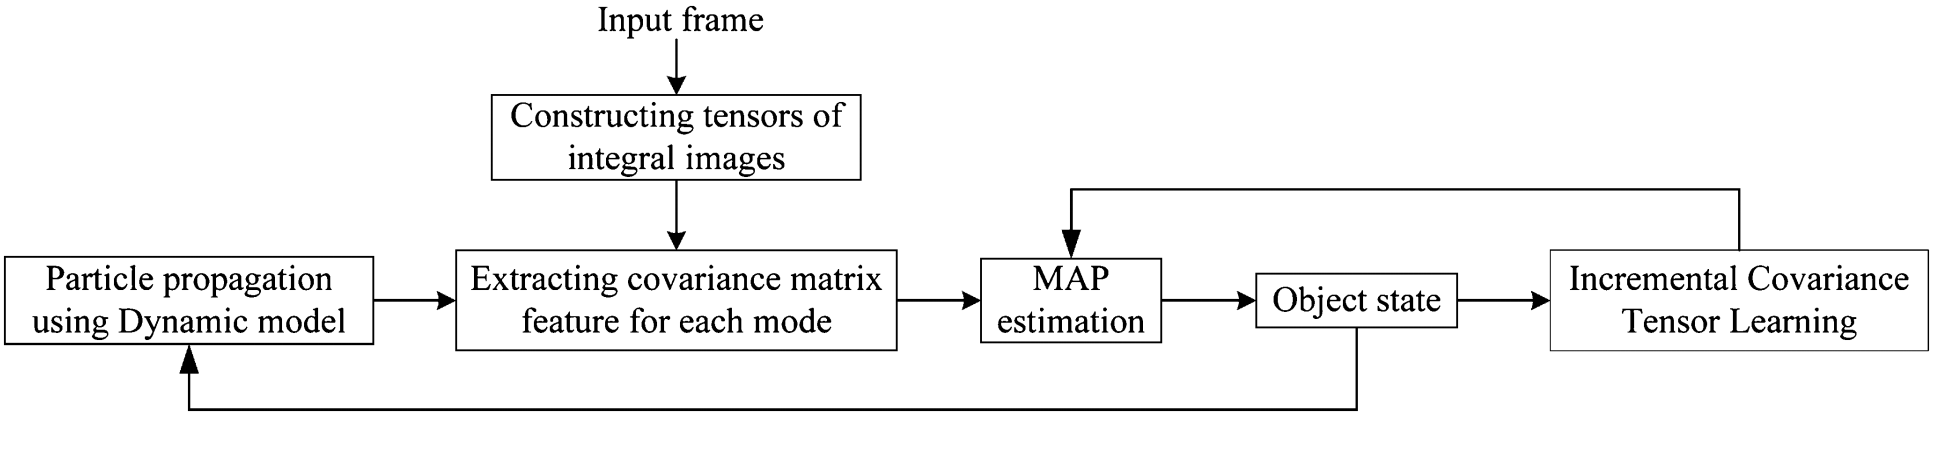 Input frame
Constructing tensors of
integral images
Particle propagation
using Dynamic model
Extracting covariance matrix
feature for each mode
MAP
estimation
Object state
Incremental Covariance
Tensor Learning